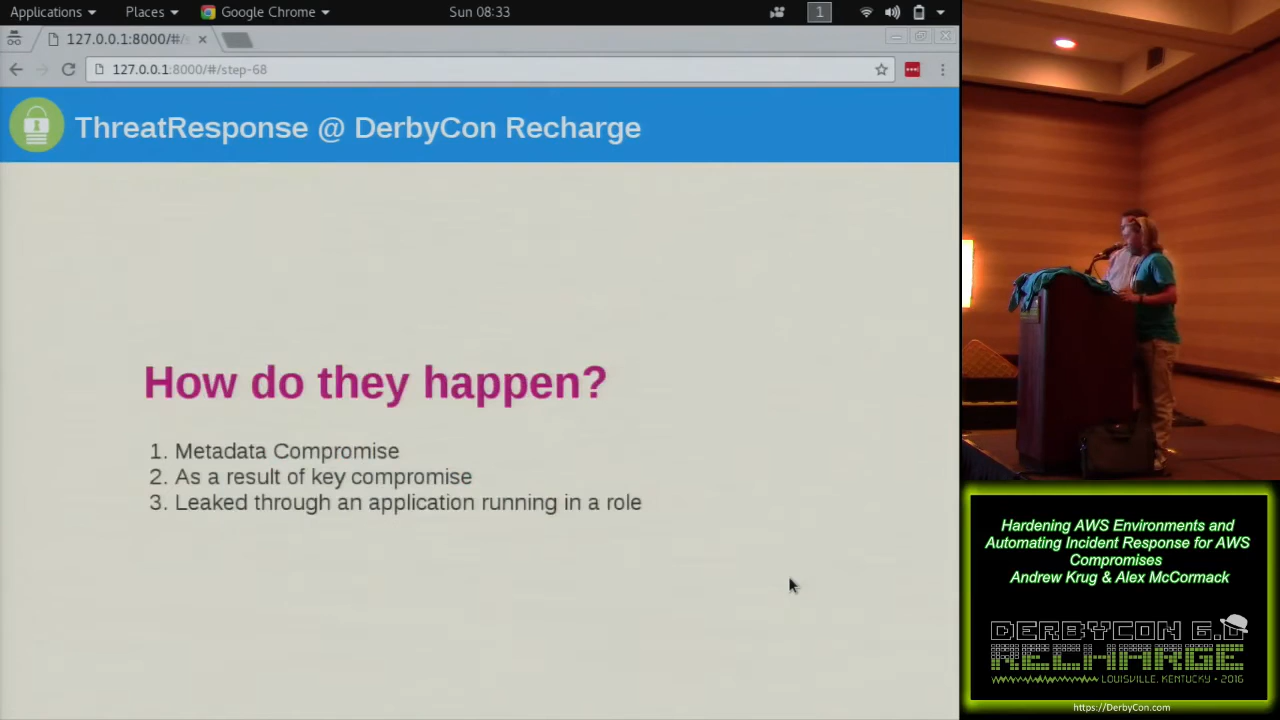 Applications
Places
Google Chrome
Sun 08:33
1
127.0.0.1:8000/#/s
127.0.0.1:8000/#/step-68
ThreatResponse @ DerbyCon Recharge
How do they happen?
1. Metadata Compromise
2. As a result of key compromise
3. Leaked through an application running in a role
Hardening AWS Environments and
Automating Incident Response for AWS
Compromises
Andrew Krug & Alex McCormack
DERBYCON 6.0
RECHARGE
LOUISVILLE, KENTUCKY • 2016
https://DerbyCon.com